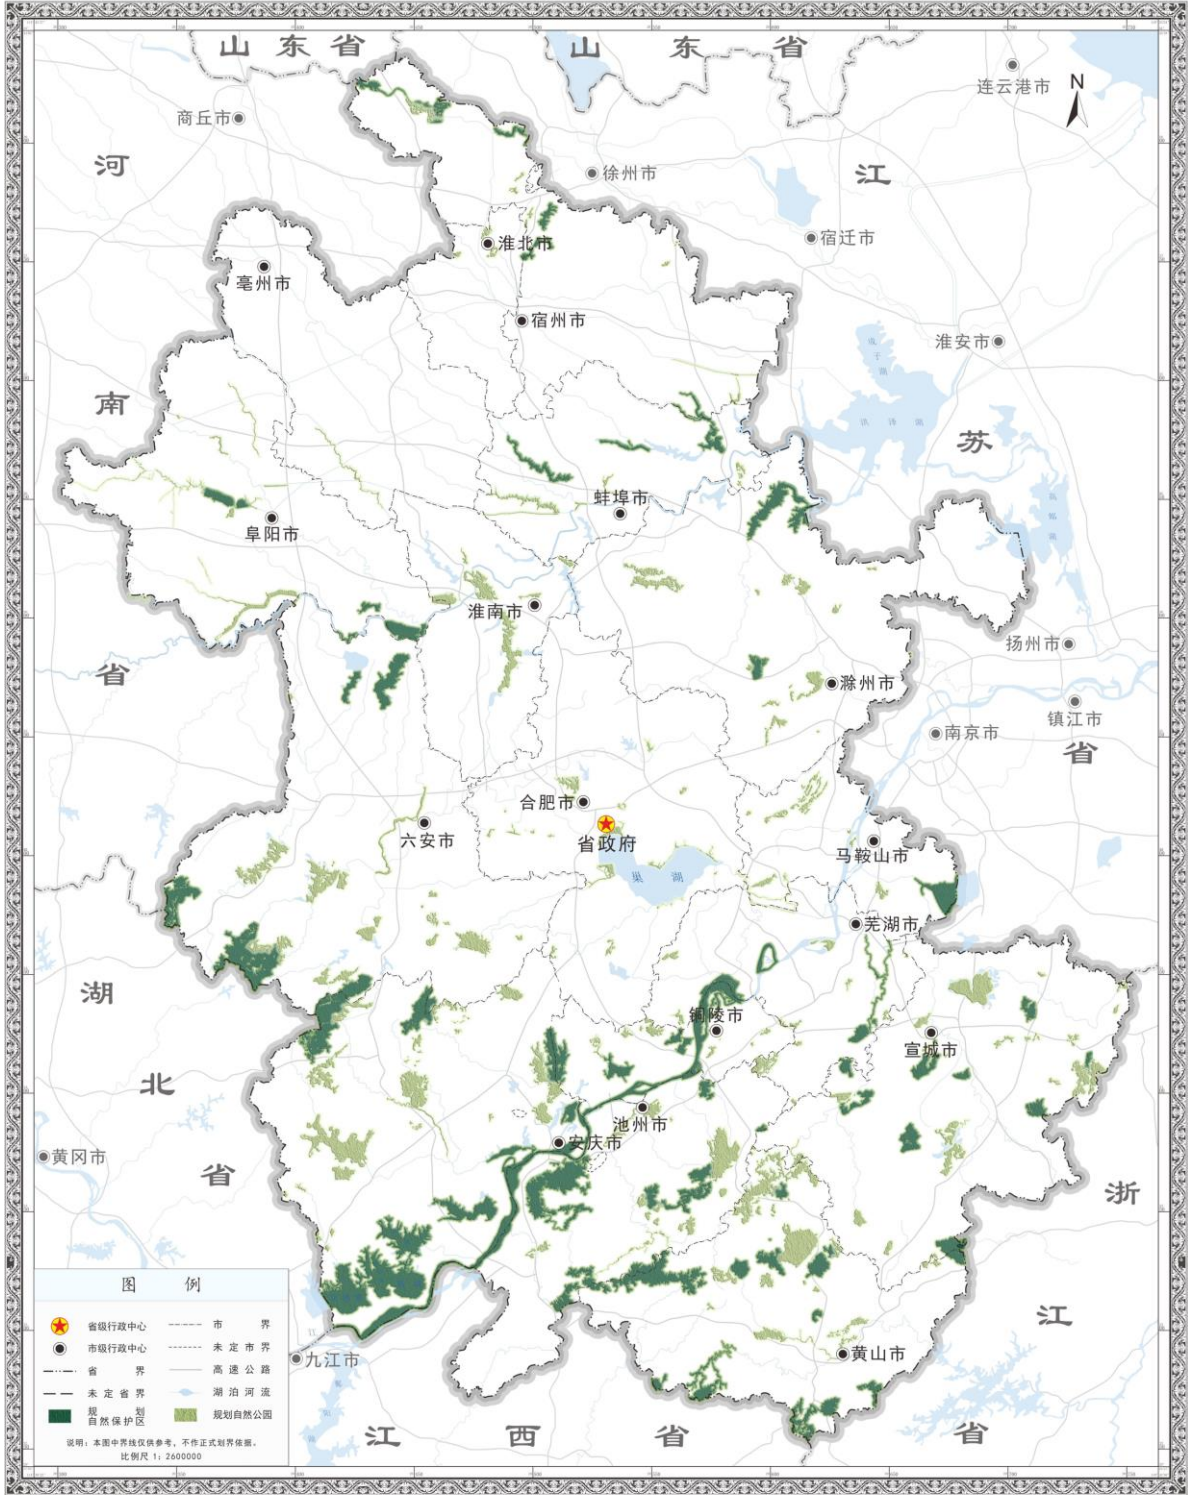 山东省
山东省
连云港市
N
商丘市
河
徐州市
江
淮北市
宿迁市
亳州市
宿州市
淮安市
南
苏
蚌埠市
阜阳市
淮南市
扬州市
省
滁州市
镇江市
南京市
省
合肥市
省政府
六安市
马鞍山市
巢湖
芜湖市
湖
铜陵市
宣城市
北
池州市
安庆市
黄冈市
省
浙
江
黄山市
九江市
江西省
省
图例
省级行政中心
市界
市级行政中心
未定市界
省界
高速公路
未定省界
湖泊河流
规划
自然保护区
规划自然公园
说明：本图中界线仅供参考，不作正式划界依据。
比例尺 1：2600000